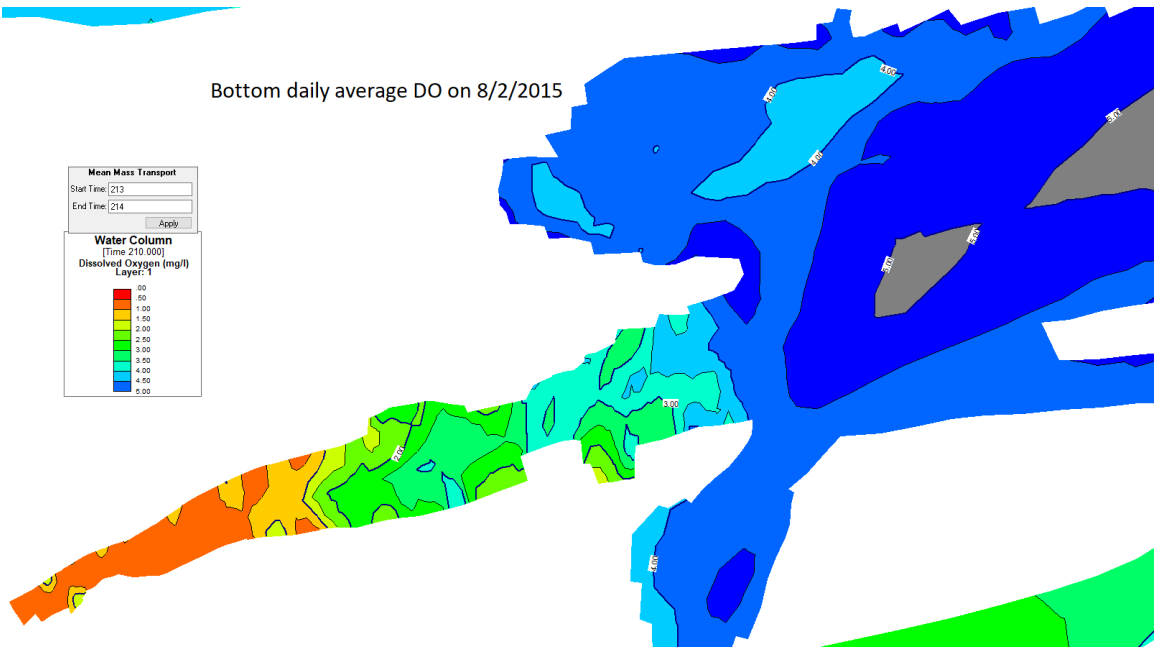 Bottom daily average DO on 8/2/2015
Mean Mass Transport
Start Time: 213
End Time: 214
Apply
Water Column
[Time 210.000]
Dissolved Oxygen (mg/l)
Layer: 1
.00
.50
1.00
1.50
2.00
2.50
3.00
3.50
4.00
4.50
5.00
4.00
4.00
4.00
5.00
5.00
5.00
3.00
2.00
4.00